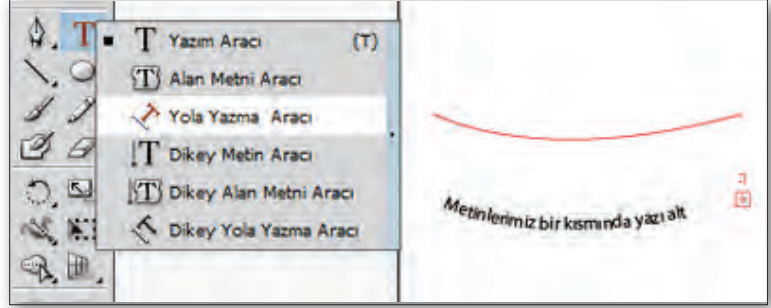 Yazım Aracı (T)
Alan Metni Aracı
Yola Yazma Aracı
Dikey Metin Aracı
Dikey Alan Metni Aracı
Dikey Yola Yazma Aracı
Metinlerimiz bir kısmında yazı alt